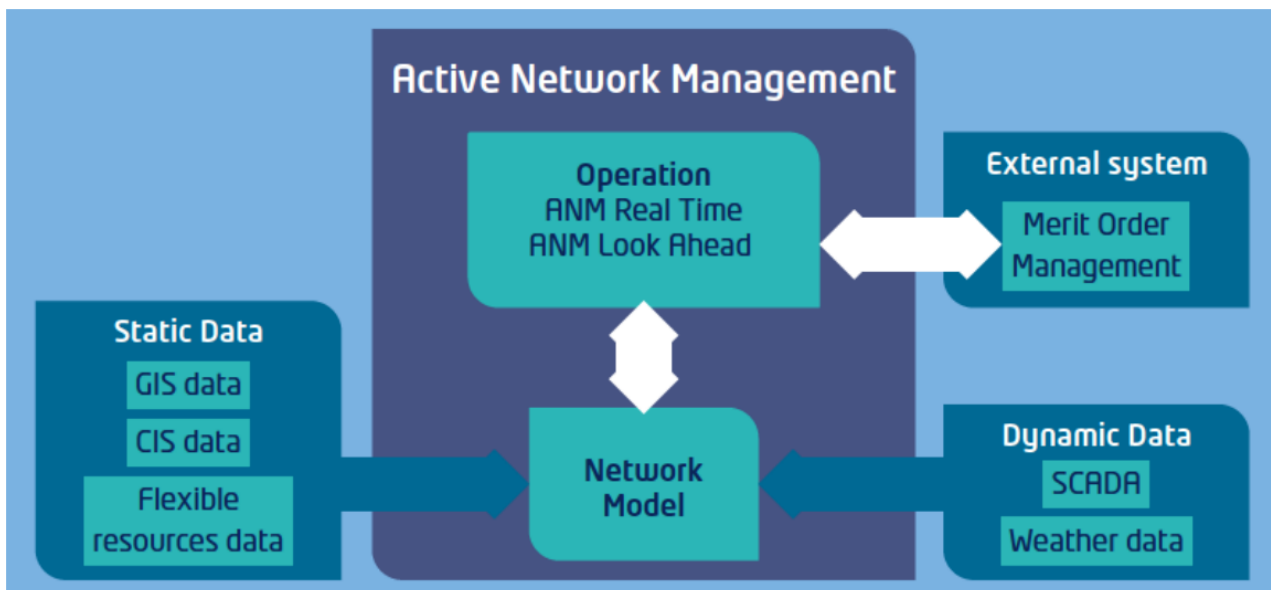 Active Network Management
Operation
ANM Real Time
ANM Look Ahead
External system
Merit Order
Management
Static Data
GIS data
CIS data
Flexible
resources data
Network
Model
Dynamic Data
SCADA
Weather data